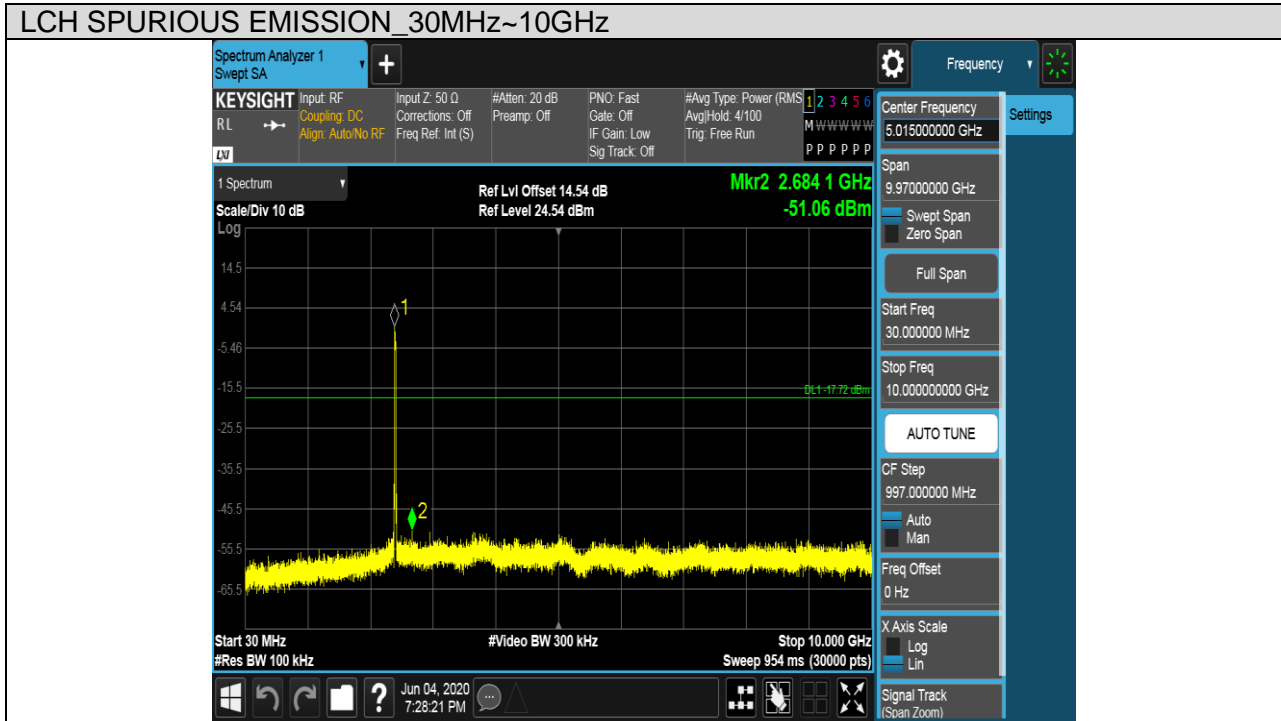 LCH SPURIOUS EMISSION_30MHz~10GHz
Spectrum Analyzer 1
Swept SA
+
Frequency
KEYSIGHT
RL
LXI
Input: RF
Coupling: DC
Align: Auto/No RF
Input Z: 50 Ω
Corrections: Off
Freq Ref: Int (S)
#Atten: 20 dB
Preamp: Off
PNO: Fast
Gate: Off
IF Gain: Low
Sig Track: Off
#Avg Type: Power (RMS
Avg|Hold: 4/100
Trig: Free Run
1 2 3 4 5 6
M W W W W W
P P P P P P
1 Spectrum
Scale/Div 10 dB
Log
Ref Lvl Offset 14.54 dB
Ref Level 24.54 dBm
Mkr2 2.684 1 GHz
-51.06 dBm
14.5
4.54
-5.46
-15.5
-25.5
-35.5
-45.5
-55.5
-65.5
1
2
DL1 -17.72 dBm
Start 30 MHz
#Res BW 100 kHz
#Video BW 300 kHz
Stop 10.000 GHz
Sweep 954 ms (30000 pts)
Center Frequency
5.015000000 GHz
Settings
Span
9.97000000 GHz
Swept Span
Zero Span
Full Span
Start Freq
30.000000 MHz
Stop Freq
10.000000000 GHz
AUTO TUNE
CF Step
997.000000 MHz
Auto
Man
Freq Offset
0 Hz
X Axis Scale
Log
Lin
Signal Track
(Span Zoom)
?
Jun 04, 2020
7:28:21 PM